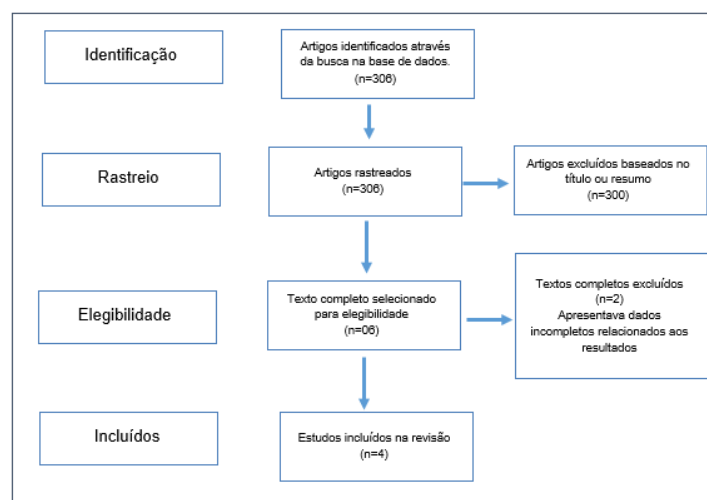 Identificação
Artigos identificados através
da busca na base de dados.
(n=306)
Rastreio
Artigos rastreados
(n=306)
Artigos excluídos baseados no
título ou resumo
(n=300)
Elegibilidade
Texto completo selecionado
para elegibilidade
(n=06)
Textos completos excluídos
(n=2)
Apresentava dados
incompletos relacionados aos
resultados
Incluídos
Estudos incluídos na revisão
(n=4)